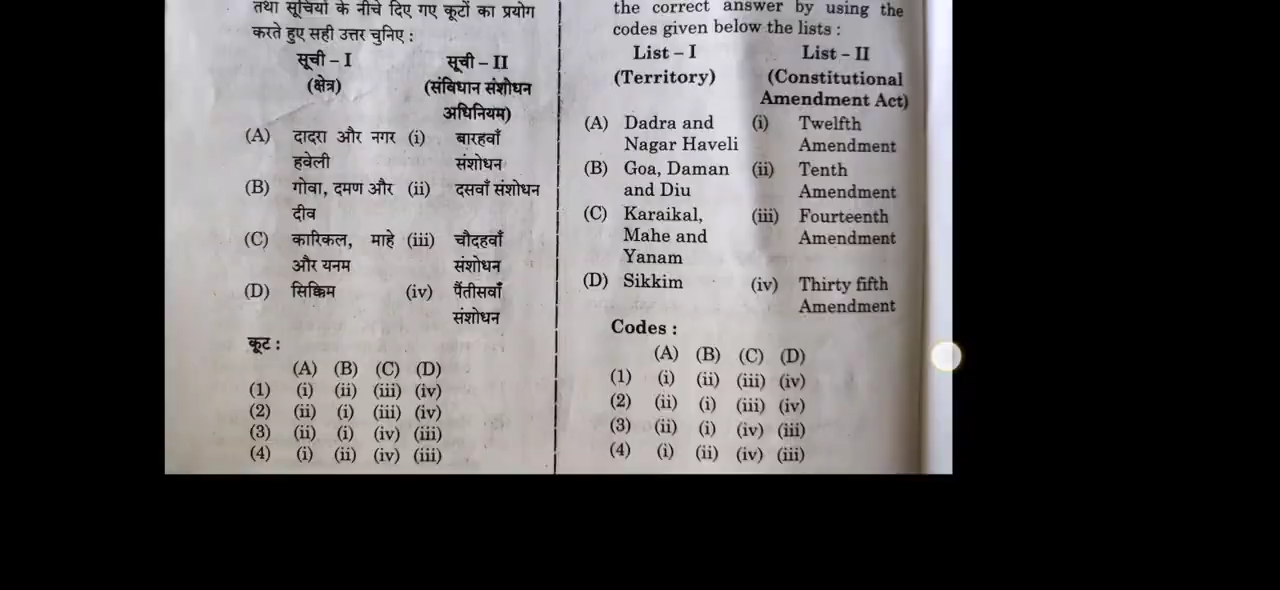 तथा सूचियों के नीचे दिए गए कूटों का प्रयोग
करते हुए सही उत्तर चुनिए :
सूची – I सूची – II
(क्षेत्र) (संविधान संशोधन
अधिनियम)
(A) दादरा और नगर (i) बारहवाँ
हवेली संशोधन
(B) गोवा, दमण और (ii) दसवाँ संशोधन
दीव
(C) कारिकल, माहे (iii) चौदहवाँ
और यनम संशोधन
(D) सिक्किम (iv) पैंतीसवाँ
संशोधन
कूट :
(A) (B) (C) (D)
(1) (i) (ii) (iii) (iv)
(2) (ii) (i) (iii) (iv)
(3) (ii) (i) (iv) (iii)
(4) (i) (ii) (iv) (iii)
the correct answer by using the
codes given below the lists :
List – I List – II
(Territory) (Constitutional
Amendment Act)
(A) Dadra and (i) Twelfth
Nagar Haveli Amendment
(B) Goa, Daman (ii) Tenth
and Diu Amendment
(C) Karaikal, (iii) Fourteenth
Mahe and Amendment
Yanam
(D) Sikkim (iv) Thirty fifth
Amendment
Codes :
(A) (B) (C) (D)
(1) (i) (ii) (iii) (iv)
(2) (ii) (i) (iii) (iv)
(3) (ii) (i) (iv) (iii)
(4) (i) (ii) (iv) (iii)